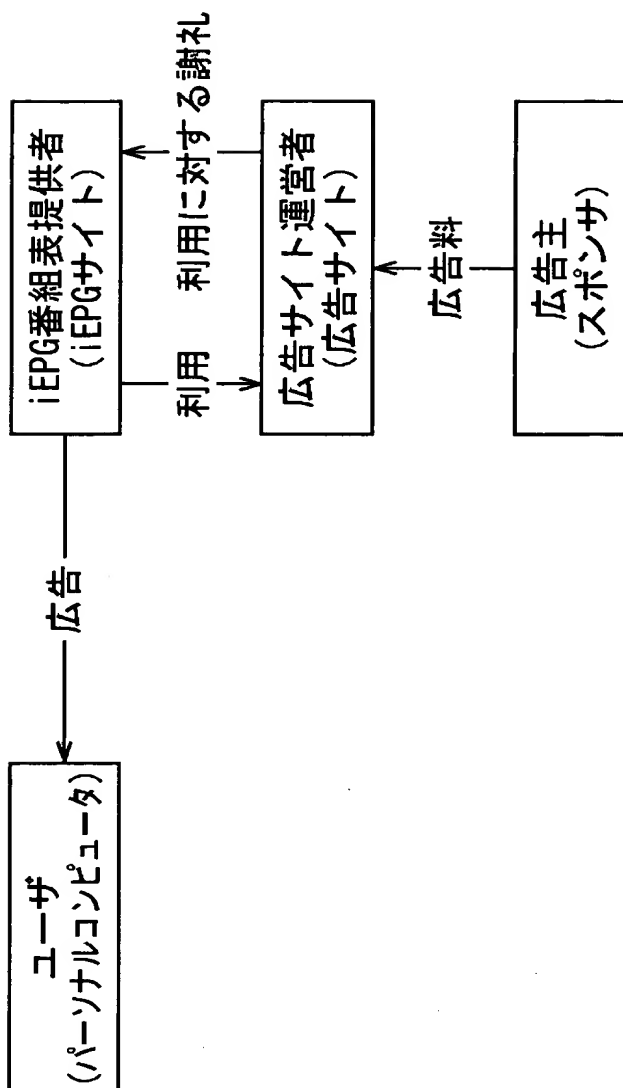 ユーザ
(パーソナルコンピュータ)
広告
iEPG番組表提供者
(iEPGサイト)
利用
利用に対する謝礼
広告サイト運営者
(広告サイト)
広告料
広告主
(スポンサ)